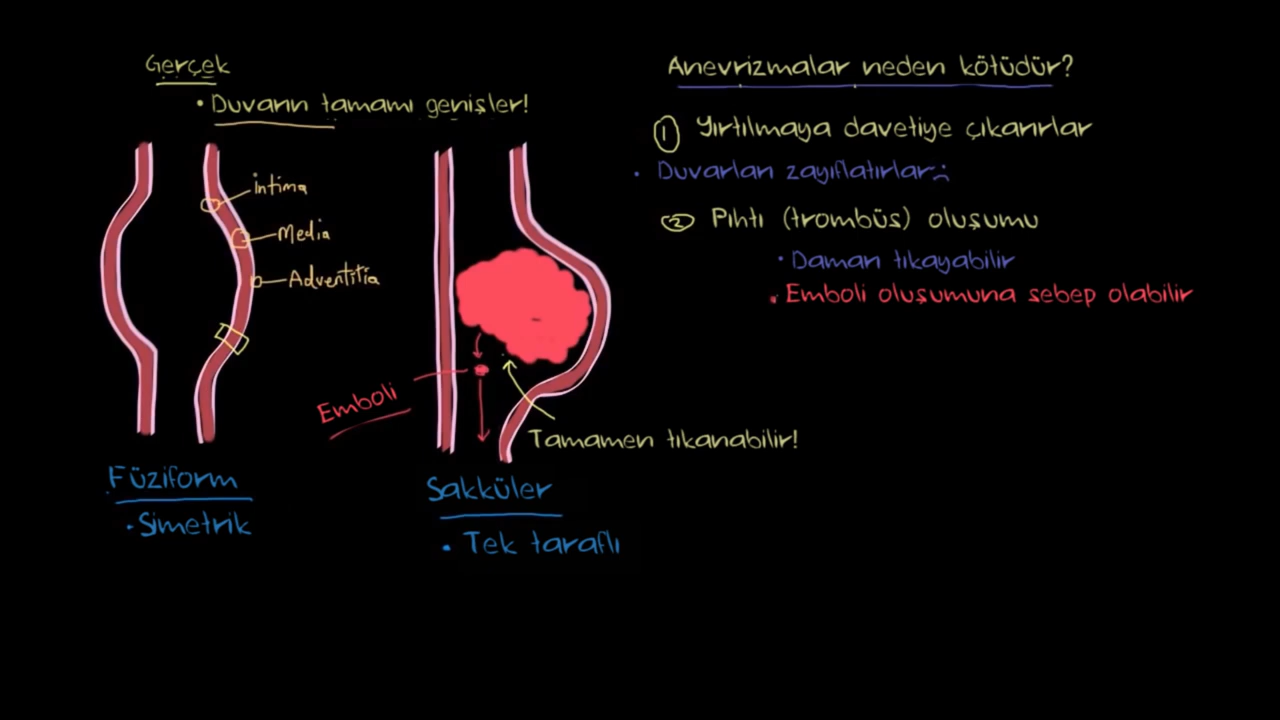 Gerçek
• Duvarın tamamı genişler!
İntima
Media
Adventitia
Emboli
Tamamen tıkanabilir!
Füziform
• Simetrik
Sakküler
• Tek taraflı
Anevrizmalar neden kötüdür?
1 Yırtılmaya davetiye çıkarırlar
• Duvarları zayıflatırlar :(
2 Pıhtı (trombüs) oluşumu
• Damarı tıkayabilir
• Emboli oluşumuna sebep olabilir